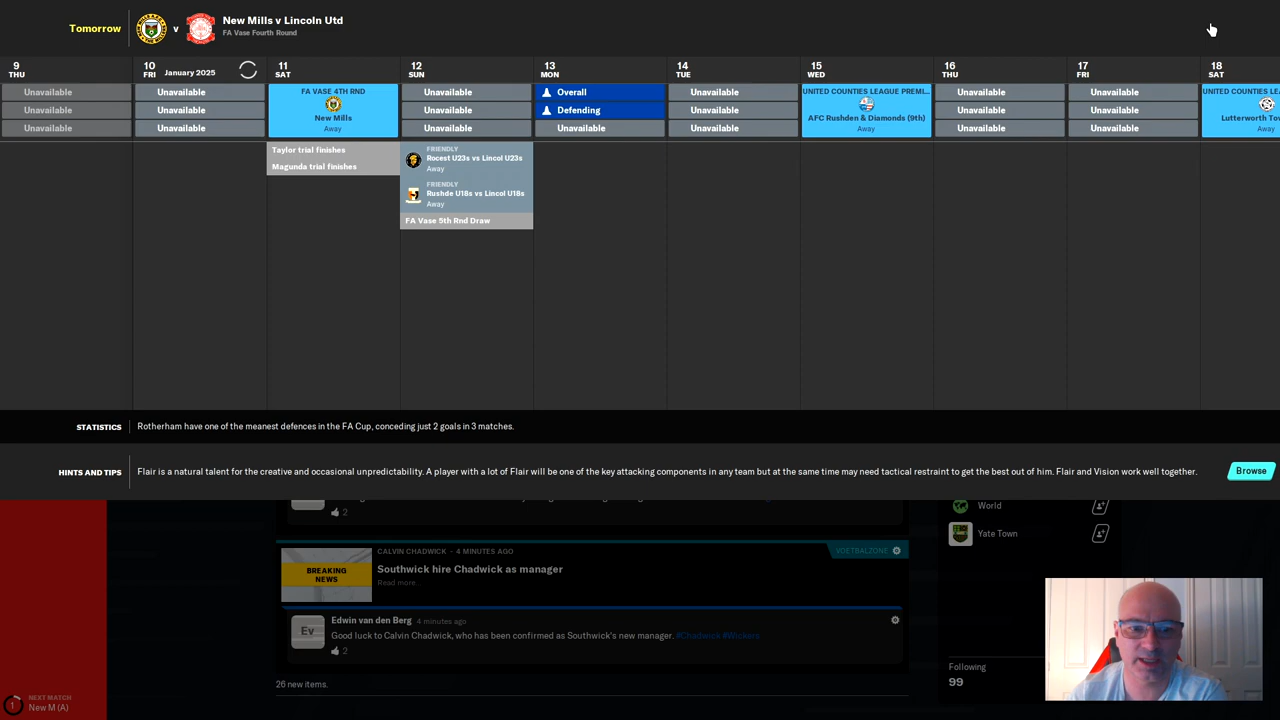 Tomorrow
v
New Mills v Lincoln Utd
FA Vase Fourth Round
9
THU
10
FRI
January 2025
11
SAT
12
SUN
13
MON
14
TUE
15
WED
16
THU
17
FRI
18
SAT
Unavailable
Unavailable
FA VASE 4TH RND
Unavailable
Overall
Unavailable
UNITED COUNTIES LEAGUE PREMI...
Unavailable
Unavailable
UNITED COUNTIES LEA
Unavailable
Unavailable
Unavailable
Defending
Unavailable
Unavailable
Unavailable
New Mills
AFC Rushden & Diamonds (9th)
Lutterworth Tow
Unavailable
Unavailable
Away
Unavailable
Unavailable
Unavailable
Away
Unavailable
Unavailable
Away
Taylor trial finishes
Magunda trial finishes
FRIENDLY
Rocest U23s vs Lincol U23s
Away
FRIENDLY
Rushde U18s vs Lincol U18s
Away
FA Vase 5th Rnd Draw
STATISTICS
Rotherham have one of the meanest defences in the FA Cup, conceding just 2 goals in 3 matches.
HINTS AND TIPS
Flair is a natural talent for the creative and occasional unpredictability. A player with a lot of Flair will be one of the key attacking components in any team but at the same time may need tactical restraint to get the best out of him. Flair and Vision work well together.
Browse
2
World
Yate Town
CALVIN CHADWICK - 4 MINUTES AGO
VOETBALZONE
BREAKING
NEWS
Southwick hire Chadwick as manager
Read more...
Ev
Edwin van den Berg 4 minutes ago
Good luck to Calvin Chadwick, who has been confirmed as Southwick's new manager. #Chadwick #Wickers
2
26 new items.
Following
99
1
NEXT MATCH
New M (A)